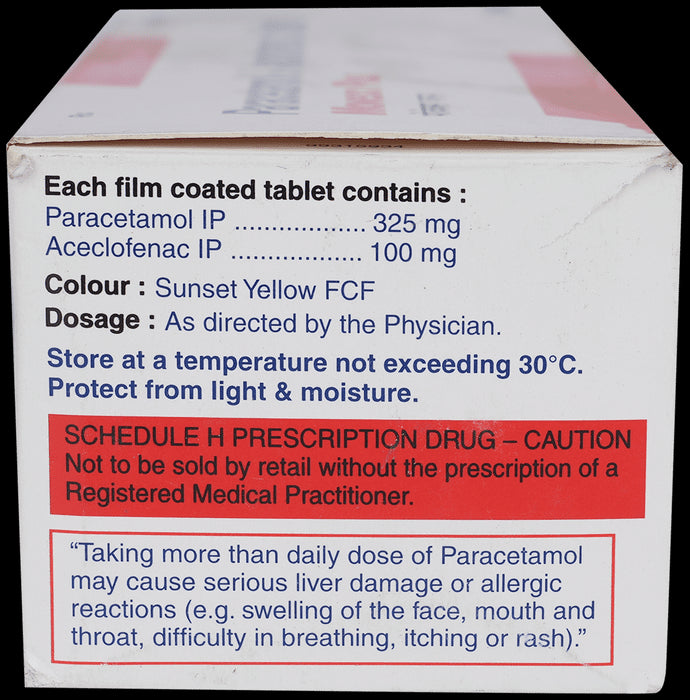 Each film coated tablet contains :
Paracetamol IP .................. 325 mg
Aceclofenac IP .................. 100 mg
Colour : Sunset Yellow FCF
Dosage : As directed by the Physician.
Store at a temperature not exceeding 30°C.
Protect from light & moisture.
SCHEDULE H PRESCRIPTION DRUG – CAUTION
Not to be sold by retail without the prescription of a
Registered Medical Practitioner.
“Taking more than daily dose of Paracetamol
may cause serious liver damage or allergic
reactions (e.g. swelling of the face, mouth and
throat, difficulty in breathing, itching or rash).”